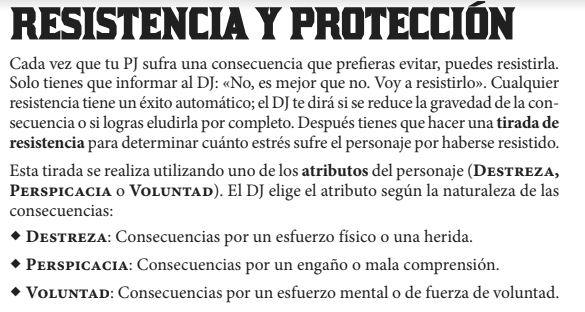 RESISTENCIA Y PROTECCIÓN
Cada vez que tu PJ sufra una consecuencia que prefieras evitar, puedes resistirla.
Solo tienes que informar al DJ: «No, es mejor que no. Voy a resistirlo». Cualquier
resistencia tiene un éxito automático; el DJ te dirá si se reduce la gravedad de la con-
secuencia o si logras eludirla por completo. Después tienes que hacer una tirada de
resistencia para determinar cuánto estrés sufre el personaje por haberse resistido.
Esta tirada se realiza utilizando uno de los atributos del personaje (DESTREZA,
PERSPICACIA o VOLUNTAD). El DJ elige el atributo según la naturaleza de las
consecuencias:
◆ DESTREZA: Consecuencias por un esfuerzo físico o una herida.
◆ PERSPICACIA: Consecuencias por un engaño o mala comprensión.
◆ VOLUNTAD: Consecuencias por un esfuerzo mental o de fuerza de voluntad.